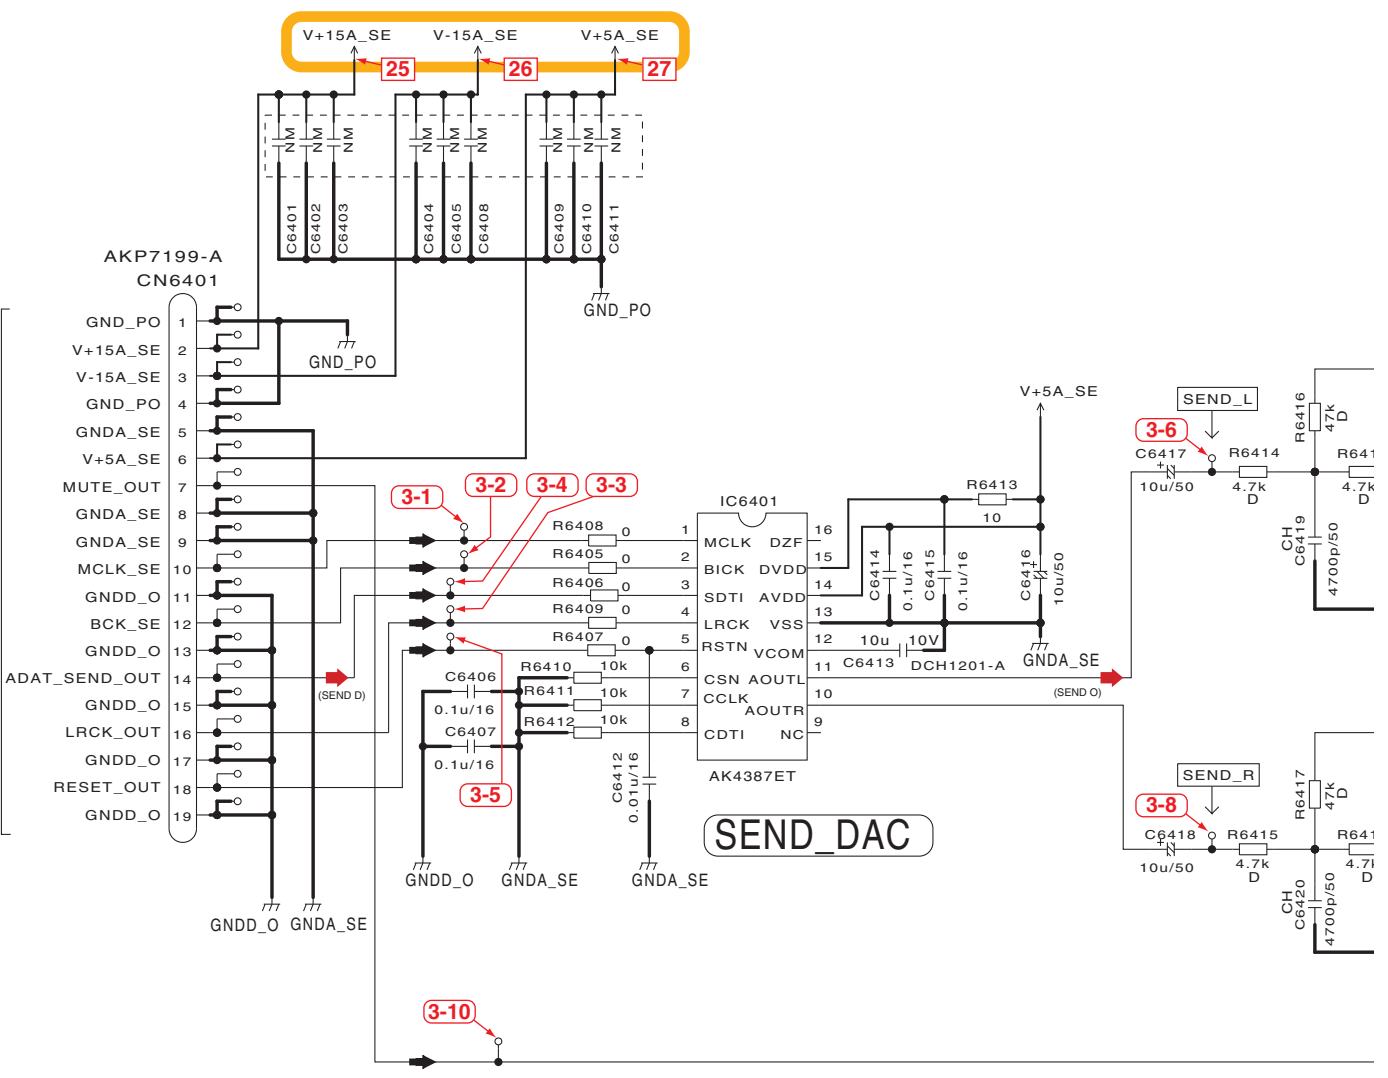 V+15A_SE V-15A_SE V+5A_SE
25 26 27
NM NM NM NM NM NM NM NM NM
C6401 C6402 C6403 C6404 C6405 C6408 C6409 C6410 C6411
GND_PO
AKP7199-A
CN6401
GND_PO 1
V+15A_SE 2
V-15A_SE 3
GND_PO 4
GNDA_SE 5
V+5A_SE 6
MUTE_OUT 7
GNDA_SE 8
GNDA_SE 9
MCLK_SE 10
GNDD_O 11
BCK_SE 12
GNDD_O 13
ADAT_SEND_OUT 14
GNDD_O 15
LRCK_OUT 16
GNDD_O 17
RESET_OUT 18
GNDD_O 19
GND_PO
GNDD_O GNDA_SE
(SEND D)
3-1 3-2 3-4 3-3
R6408 0
R6405 0
R6406 0
R6409 0
R6407 0
R6410 10k
R6411 10k
R6412 10k
C6406
0.1u/16
C6407
0.1u/16
3-5
C6412
0.01u/16
GNDD_O GNDA_SE GNDA_SE
IC6401
1 MCLK DZF 16
2 BICK DVDD 15
3 SDTI AVDD 14
4 LRCK VSS 13
5 RSTN VCOM 12
6 CSN AOUTL 11
7 CCLK AOUTR 10
8 CDTI NC 9
AK4387ET
SEND_DAC
V+5A_SE
R6413
10
C6414
0.1u/16
C6415
0.1u/16
C6416
+
10u/50
10u 10V
C6413 DCH1201-A
GNDA_SE
(SEND O)
SEND_L
3-6
C6417
+
10u/50
R6414
4.7k
D
R6416
47k
D
R641
4.7k
D
CH
C6419
4700p/50
SEND_R
3-8
C6418
+
10u/50
R6415
4.7k
D
R6417
47k
D
R641
4.7k
D
CH
C6420
4700p/50
3-10